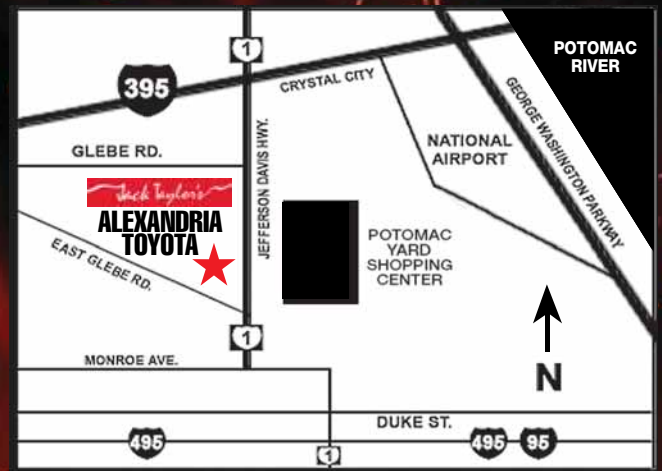 1
POTOMAC
RIVER
395
CRYSTAL CITY
GEORGE WASHINGTON PARKWAY
GLEBE RD.
JEFFERSON DAVIS HWY.
NATIONAL
AIRPORT
Jack Taylor's
ALEXANDRIA
TOYOTA
EAST GLEBE RD.
POTOMAC
YARD
SHOPPING
CENTER
1
MONROE AVE.
N
DUKE ST.
495
1
495
95